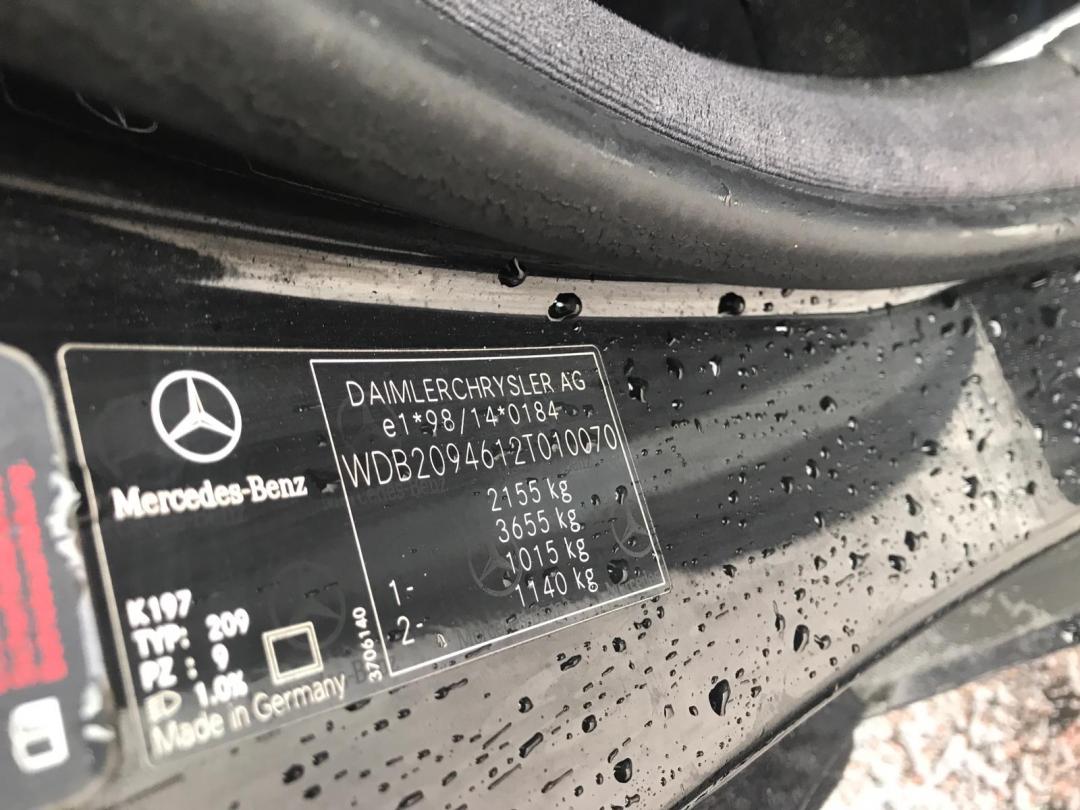 Mercedes-Benz
DAIMLERCHRYSLER AG
e1*98/14*0184
WDB2094612T010070
2155 kg
3655 kg
1- 1015 kg
2- 1140 kg
K197
TYP: 209
PZ : 9
1.0%
Made in Germany
3706140